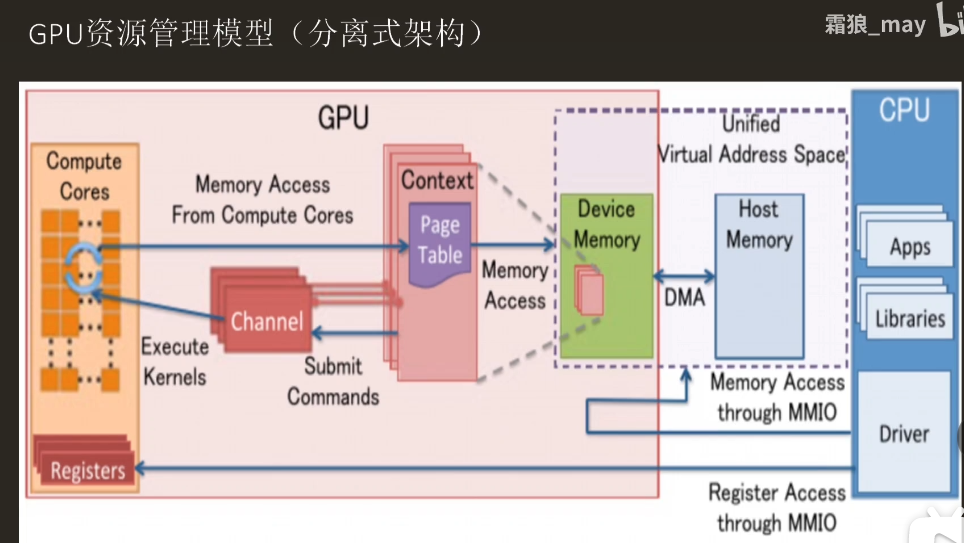 GPU资源管理模型（分离式架构）
霜狼_may
GPU
CPU
Compute
Cores
Memory Access
From Compute Cores
Context
Page
Table
Unified
Virtual Address Space
Device
Memory
Host
Memory
Apps
Memory
Access
DMA
Channel
Libraries
Execute
Kernels
Submit
Commands
Memory Access
through MMIO
Driver
Registers
Register Access
through MMIO